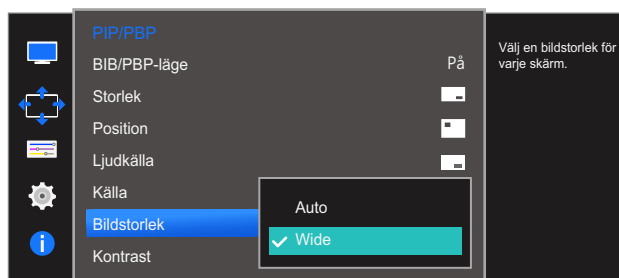 PIP/PBP
BIB/PBP-läge På
Storlek
Position
Ljudkälla
Källa
Bildstorlek
Kontrast
Auto
Wide
Välj en bildstorlek för
varje skärm.